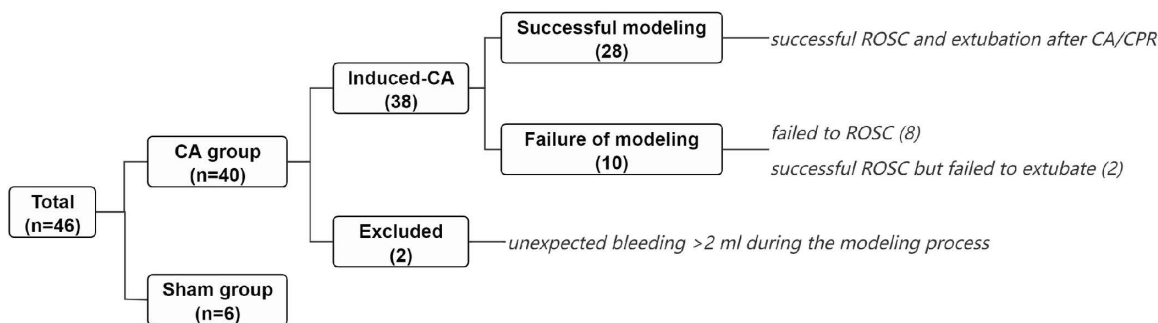 Total
(n=46)
CA group
(n=40)
Sham group
(n=6)
Induced-CA
(38)
Excluded
(2)
Successful modeling
(28)
Failure of modeling
(10)
successful ROSC and extubation after CA/CPR
failed to ROSC (8)
successful ROSC but failed to extubate (2)
unexpected bleeding >2 ml during the modeling process